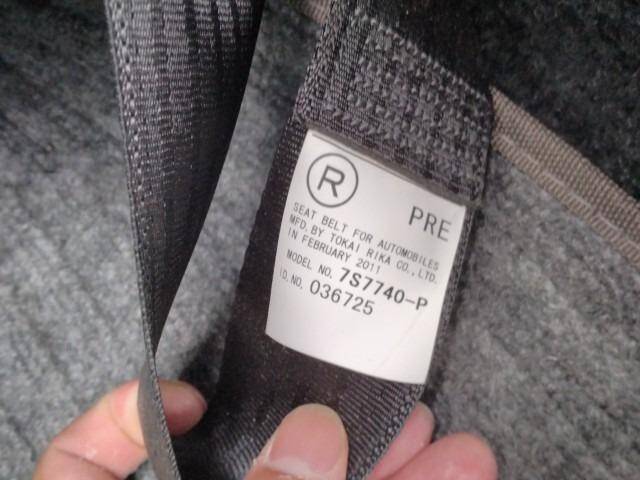 R PRE
SEAT BELT FOR AUTOMOBILES
MFD. BY TOKAI RIKA CO., LTD.
IN FEBRUARY 2011
MODEL NO. 7S7740-P
I.D. NO. 036725